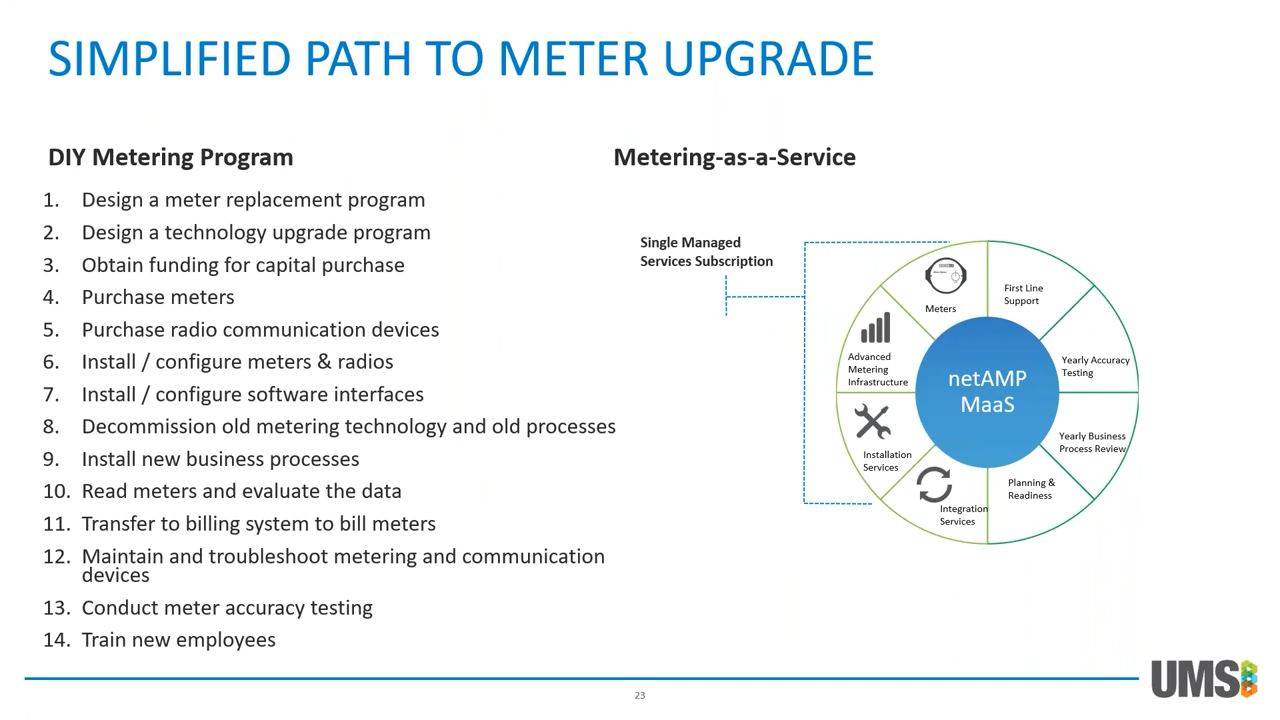 SIMPLIFIED PATH TO METER UPGRADE
DIY Metering Program
1. Design a meter replacement program
2. Design a technology upgrade program
3. Obtain funding for capital purchase
4. Purchase meters
5. Purchase radio communication devices
6. Install / configure meters & radios
7. Install / configure software interfaces
8. Decommission old metering technology and old processes
9. Install new business processes
10. Read meters and evaluate the data
11. Transfer to billing system to bill meters
12. Maintain and troubleshoot metering and communication
devices
13. Conduct meter accuracy testing
14. Train new employees
Metering-as-a-Service
Single Managed
Services Subscription
Meters
First Line
Support
Advanced
Metering
Infrastructure
Yearly Accuracy
Testing
netAMP
MaaS
Installation
Services
Yearly Business
Process Review
Integration
Services
Planning &
Readiness
23
UMS